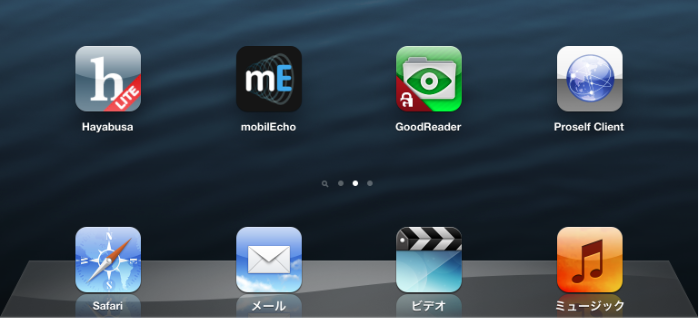 h
LITE
mE
Hayabusa
mobilEcho
GoodReader
Proself Client
N
W
E
S
Safari
メール
ビデオ
ミュージック